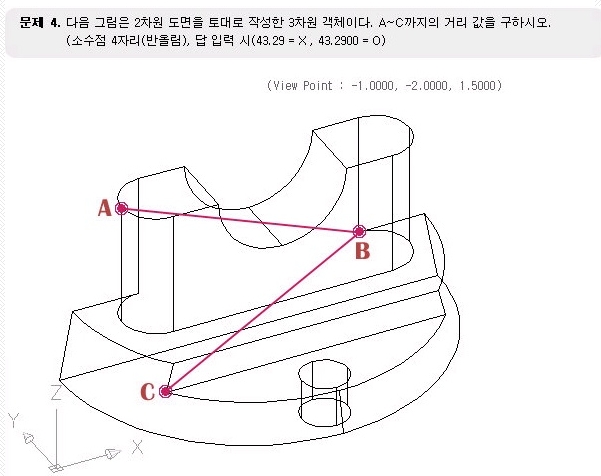 문제 4. 다음 그림은 2차원 도면을 토대로 작성한 3차원 객체이다. A~C까지의 거리 값을 구하시오.
(소수점 4자리(반올림), 답 입력 시(43.29 = X, 43.2900 = O)
(View Point : -1.0000, -2.0000, 1.5000)
A
B
C
Z
Y
X